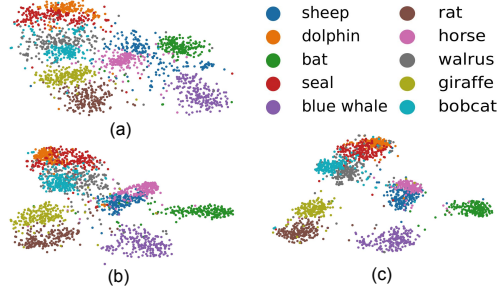 sheep
dolphin
bat
seal
blue whale
rat
horse
walrus
giraffe
bobcat
(a)
(b)
(c)